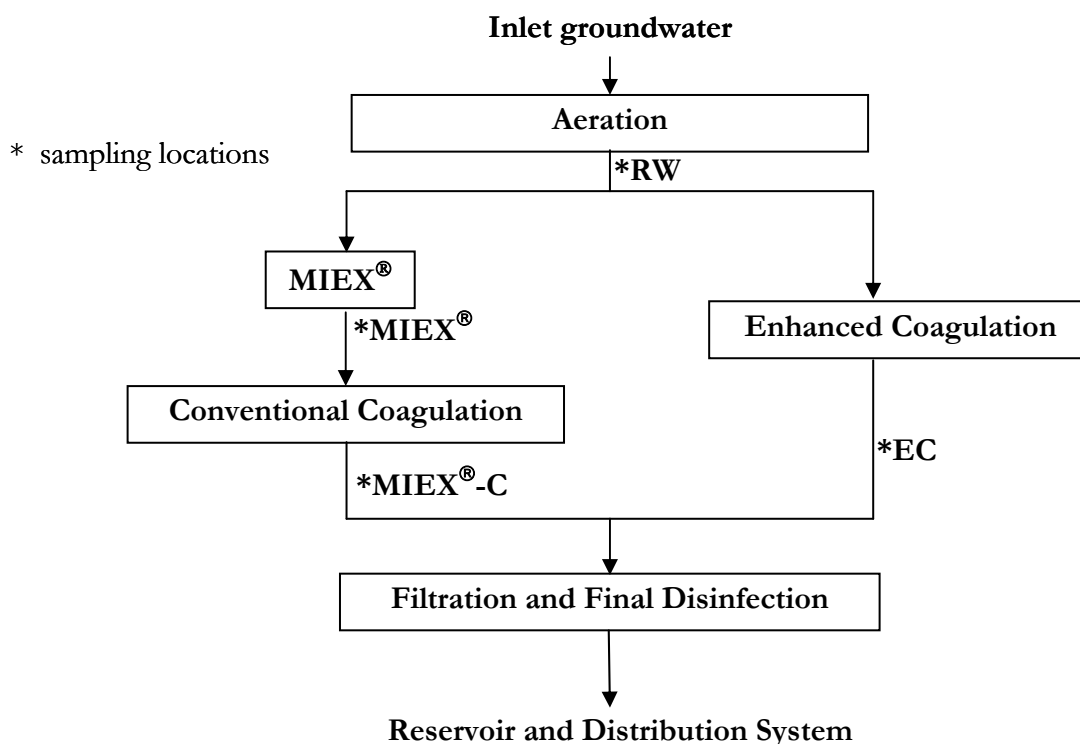 Inlet groundwater
Aeration
* sampling locations
*RW
MIEX®
*MIEX®
Enhanced Coagulation
Conventional Coagulation
*EC
*MIEX®-C
Filtration and Final Disinfection
Reservoir and Distribution System